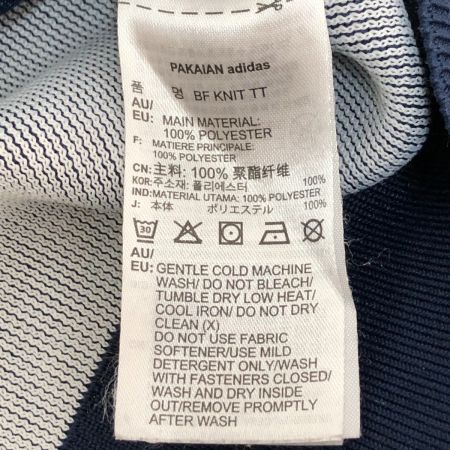 PAKAIAN adidas
품 명 BF KNIT TT
AU/
EU: MAIN MATERIAL:
100% POLYESTER
F: MATIERE PRINCIPALE:
100% POLYESTER
CN: 主料: 100% 聚酯纤维
KOR: 주소재: 폴리에스터 100%
IND: MATERIAL UTAMA: 100% POLYESTER
J: 本体 ポリエステル 100%
30
AU/
EU: GENTLE COLD MACHINE
WASH/ DO NOT BLEACH/
TUMBLE DRY LOW HEAT/
COOL IRON/ DO NOT DRY
CLEAN (X)
DO NOT USE FABRIC
SOFTENER/USE MILD
DETERGENT ONLY/WASH
WITH FASTENERS CLOSED/
WASH AND DRY INSIDE
OUT/REMOVE PROMPTLY
AFTER WASH